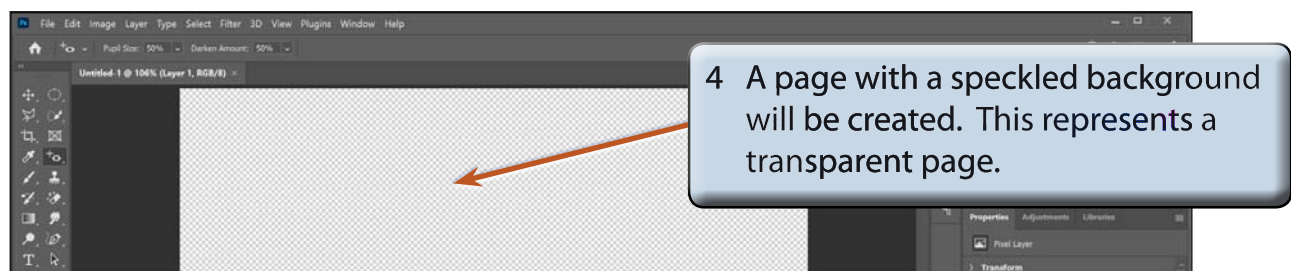 Ps File Edit Image Layer Type Select Filter 3D View Plugins Window Help
Pupil Size: 50% Darken Amount: 50%
Untitled-1 @ 106% (Layer 1, RGB/8) ×
4 A page with a speckled background
will be created. This represents a
transparent page.
Properties Adjustments Libraries
Pixel Layer
Transform